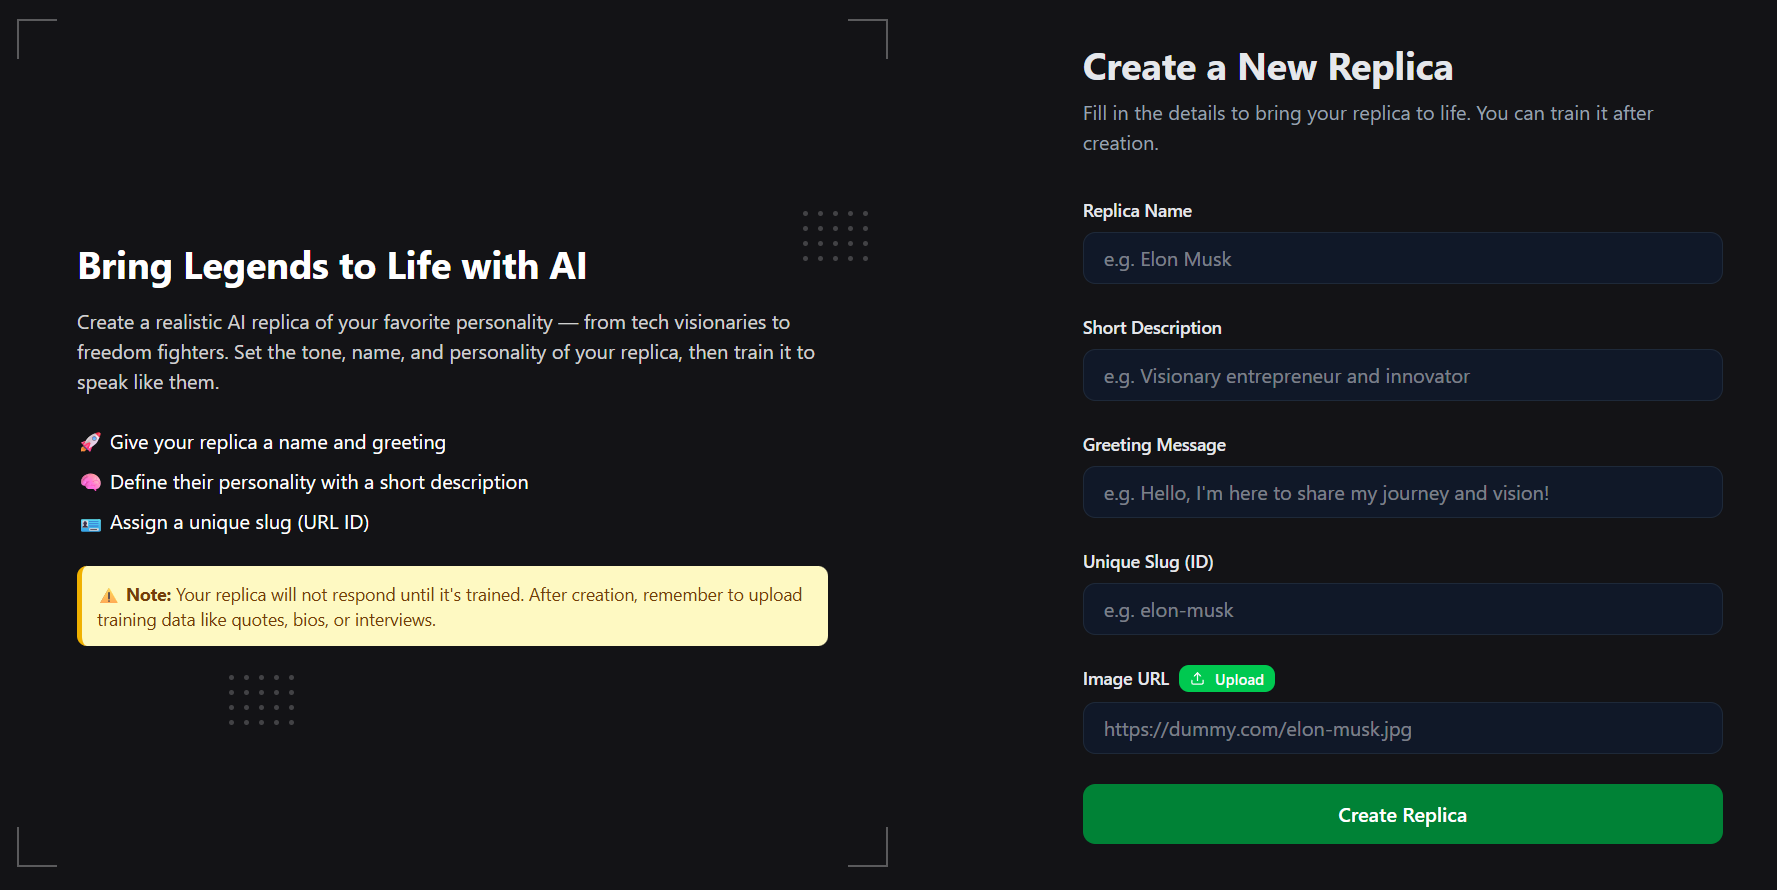 Bring Legends to Life with AI
Create a realistic AI replica of your favorite personality — from tech visionaries to
freedom fighters. Set the tone, name, and personality of your replica, then train it to
speak like them.
🚀 Give your replica a name and greeting
🧠 Define their personality with a short description
🪪 Assign a unique slug (URL ID)
⚠️ Note: Your replica will not respond until it's trained. After creation, remember to upload
training data like quotes, bios, or interviews.
Create a New Replica
Fill in the details to bring your replica to life. You can train it after
creation.
Replica Name
e.g. Elon Musk
Short Description
e.g. Visionary entrepreneur and innovator
Greeting Message
e.g. Hello, I'm here to share my journey and vision!
Unique Slug (ID)
e.g. elon-musk
Image URL Upload
https://dummy.com/elon-musk.jpg
Create Replica